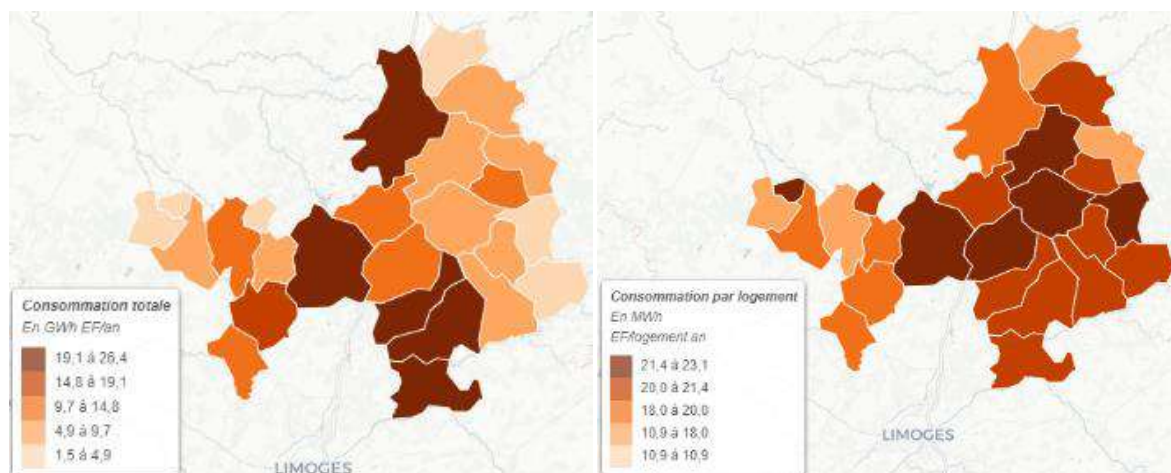 Consommation totale
En GWh EF/an
19,1 à 26,4
14,8 à 19,1
9,7 à 14,8
4,9 à 9,7
1,5 à 4,9
LIMOGES
Consommation par logement
En MWh
EF/logement an
21,4 à 23,1
20,0 à 21,4
18,0 à 20,0
10,9 à 18,0
10,9 à 10,9
LIMOGES